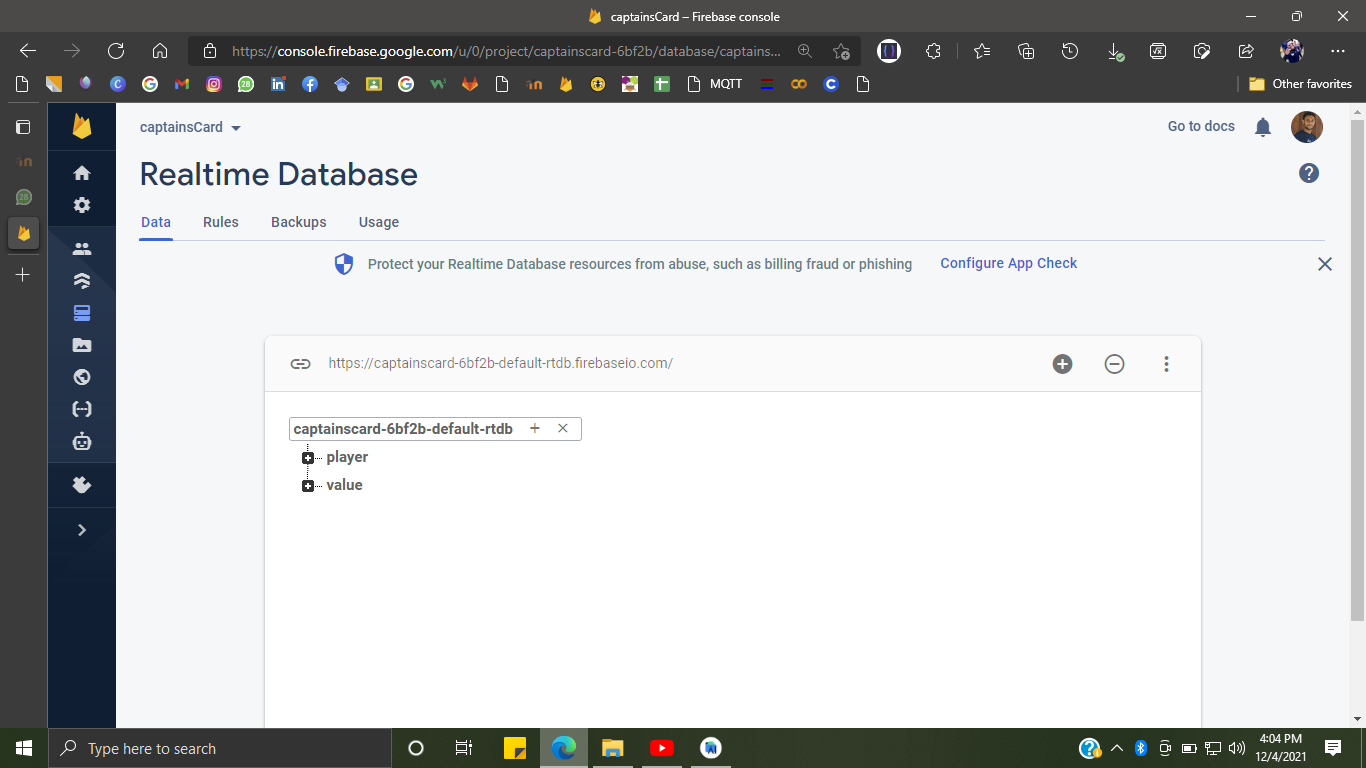 captainsCard – Firebase console
https://console.firebase.google.com/u/0/project/captainscard-6bf2b/database/captains...
MQTT
Other favorites
captainsCard
Go to docs
Realtime Database
Data Rules Backups Usage
Protect your Realtime Database resources from abuse, such as billing fraud or phishing Configure App Check
https://captainscard-6bf2b-default-rtdb.firebaseio.com/
captainscard-6bf2b-default-rtdb
player
value
Type here to search
4:04 PM
12/4/2021